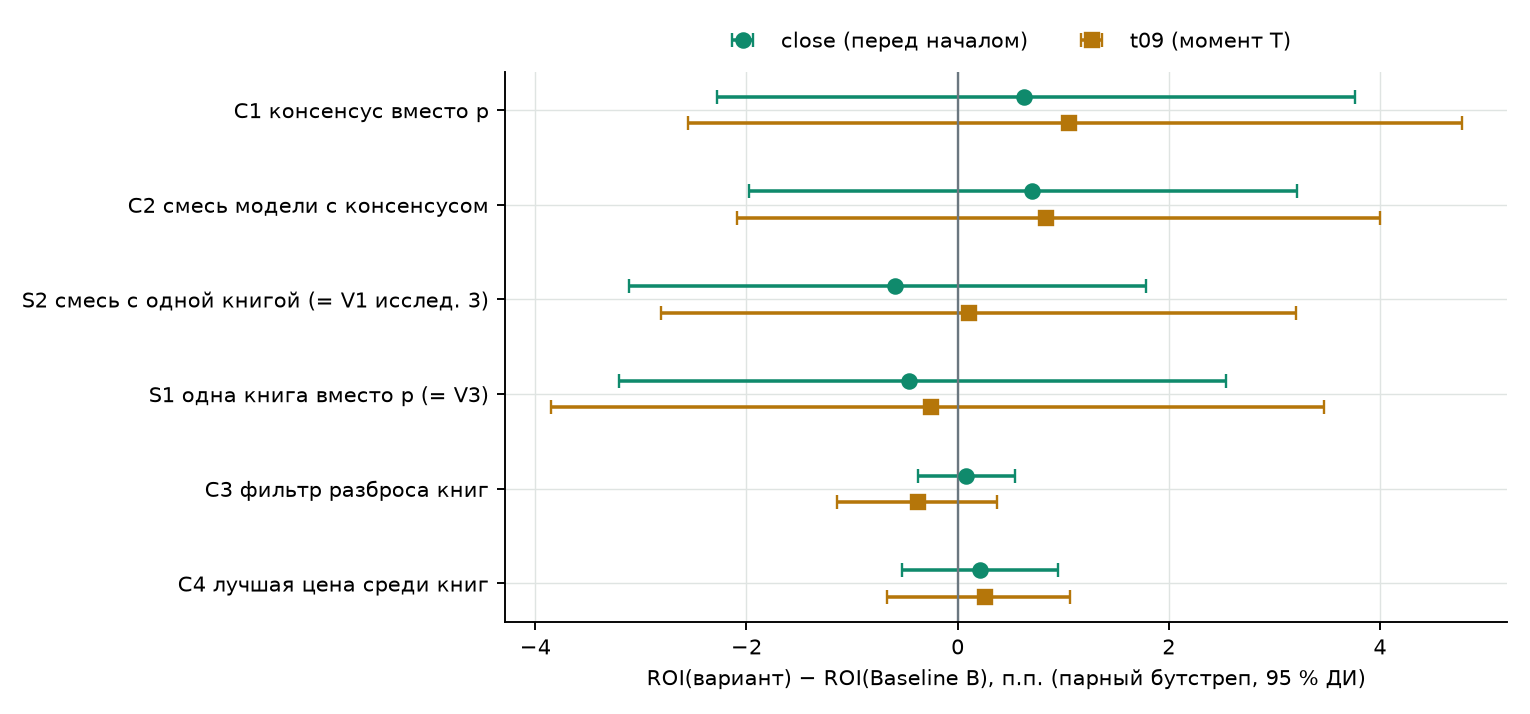 close (перед началом) t09 (момент T)
C1 консенсус вместо p
C2 смесь модели с консенсусом
S2 смесь с одной книгой (= V1 исслед. 3)
S1 одна книга вместо p (= V3)
C3 фильтр разброса книг
C4 лучшая цена среди книг
−4 −2 0 2 4
ROI(вариант) − ROI(Baseline B), п.п. (парный бутстреп, 95 % ДИ)